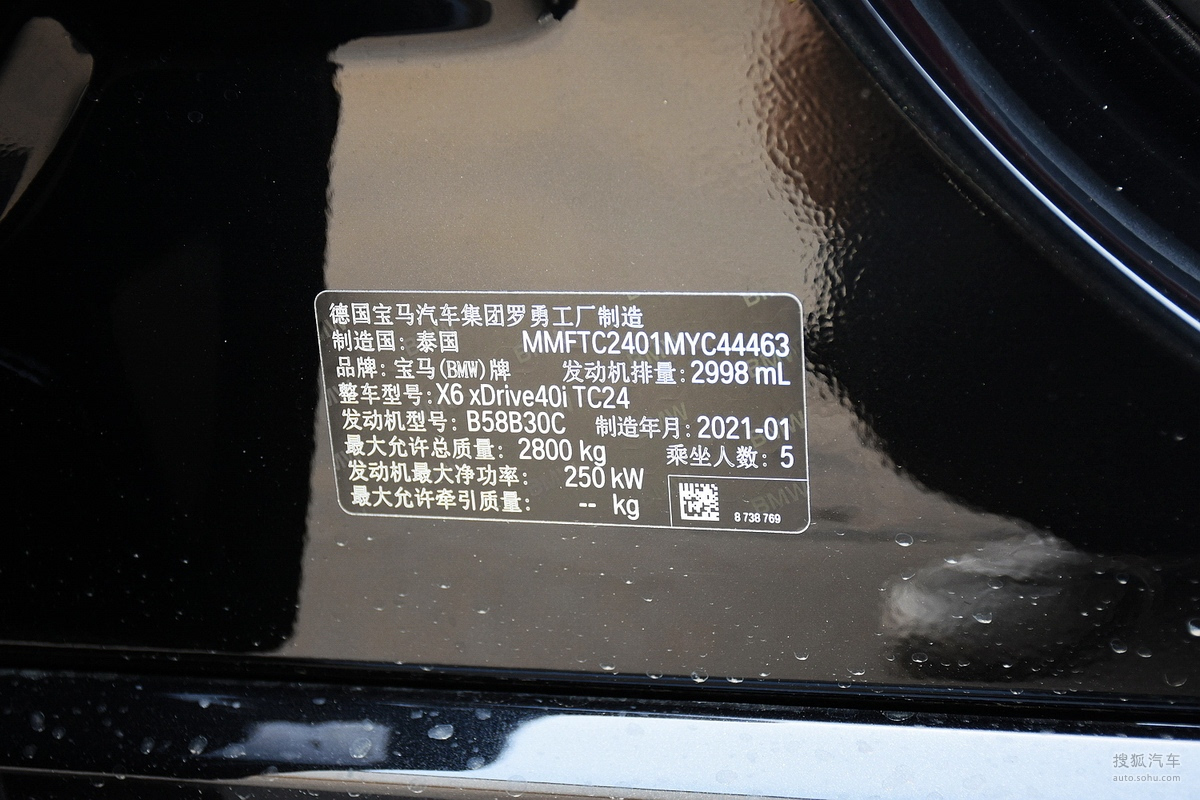 德国宝马汽车集团罗勇工厂制造
制造国: 泰国 MMFTC2401MYC44463
品牌: 宝马(BMW)牌 发动机排量: 2998 mL
整车型号: X6 xDrive40i TC24
发动机型号: B58B30C 制造年月: 2021-01
最大允许总质量: 2800 kg 乘坐人数: 5
发动机最大净功率: 250 kW
最大允许牵引质量: -- kg
8 738 769
搜狐汽车
auto.sohu.com